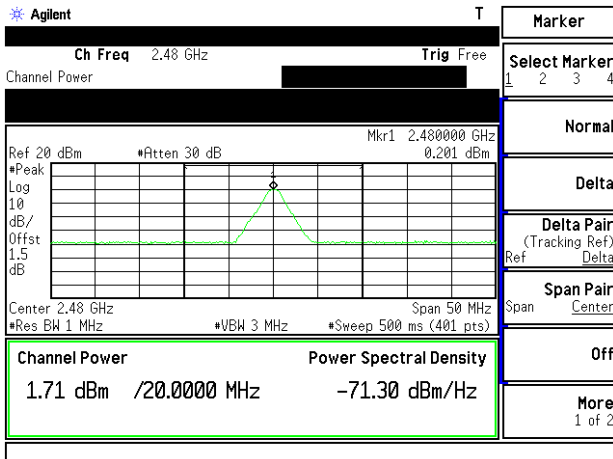 Agilent T
Ch Freq 2.48 GHz Trig Free
Channel Power
Mkr1 2.480000 GHz
Ref 20 dBm #Atten 30 dB 0.201 dBm
#Peak
Log
10
dB/
Offst
1.5
dB
1
Center 2.48 GHz Span 50 MHz
#Res BW 1 MHz #VBW 3 MHz #Sweep 500 ms (401 pts)
Channel Power Power Spectral Density
1.71 dBm /20.0000 MHz -71.30 dBm/Hz
Marker
Select Marker
1 2 3 4
Normal
Delta
Delta Pair
(Tracking Ref)
Ref Delta
Span Pair
Span Center
Off
More
1 of 2